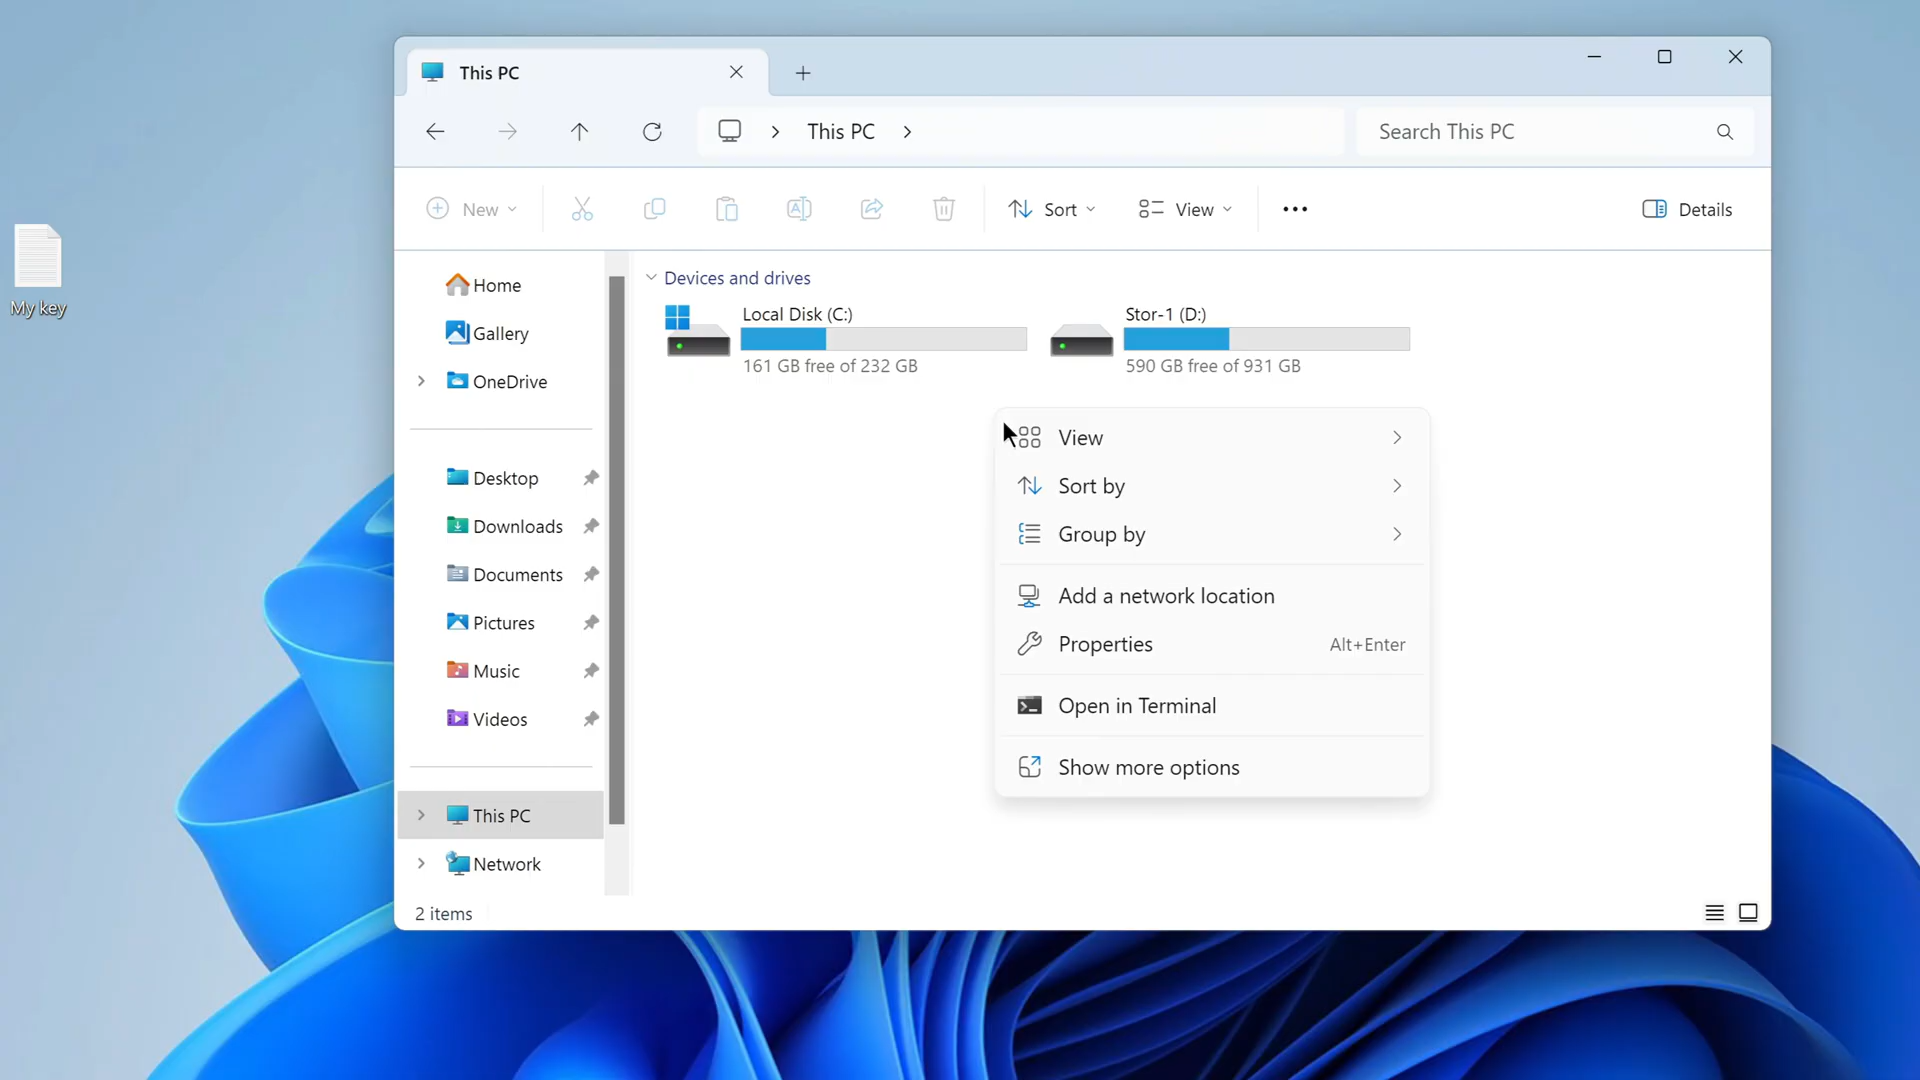 This PC
This PC
Search This PC
New
Sort
View
Details
My key
Home
Gallery
OneDrive
Desktop
Downloads
Documents
Pictures
Music
Videos
This PC
Network
2 items
Devices and drives
Local Disk (C:)
161 GB free of 232 GB
Stor-1 (D:)
590 GB free of 931 GB
View
Sort by
Group by
Add a network location
Properties Alt+Enter
Open in Terminal
Show more options